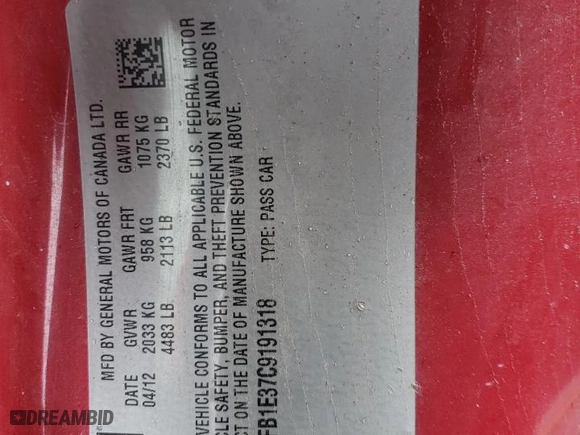 MFD BY GENERAL MOTORS OF CANADA LTD.
DATE GVWR GAWR FRT GAWR RR
04/12 2033 KG 958 KG 1075 KG
4483 LB 2113 LB 2370 LB
VEHICLE CONFORMS TO ALL APPLICABLE U.S. FEDERAL MOTOR
CLE SAFETY, BUMPER, AND THEFT PREVENTION STANDARDS IN
CT ON THE DATE OF MANUFACTURE SHOWN ABOVE.
FB1E37C9191318 TYPE: PASS CAR
DREAMBID